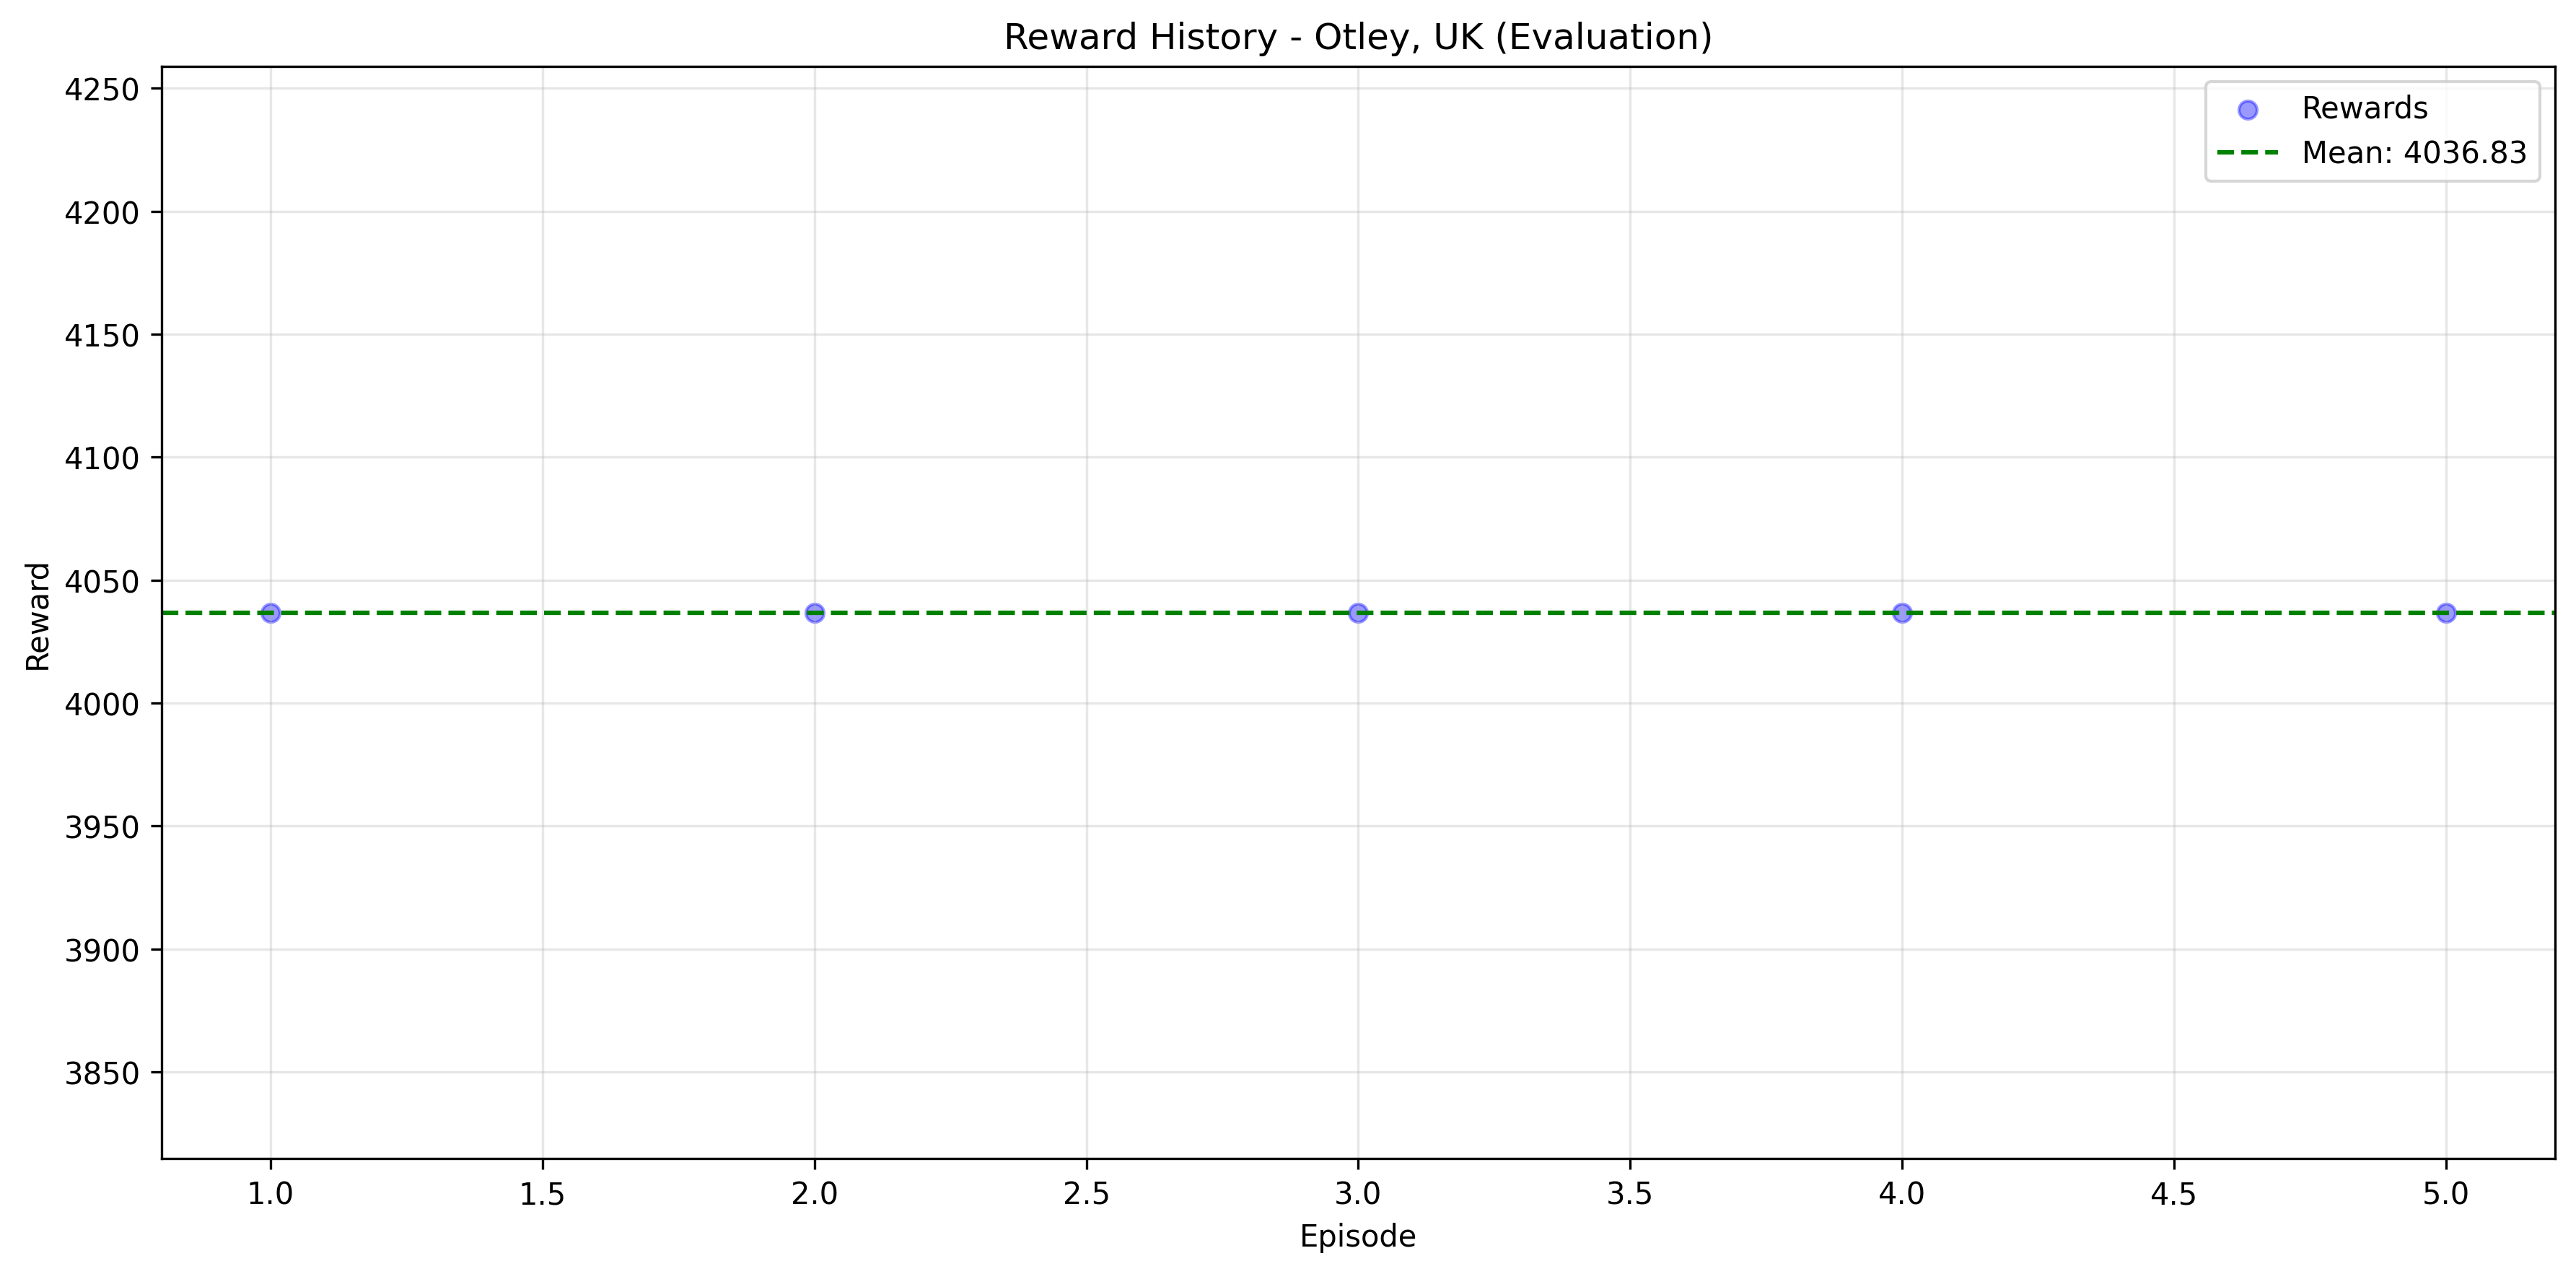 Reward History - Otley, UK (Evaluation)
Rewards
Mean: 4036.83
Reward
4250
4200
4150
4100
4050
4000
3950
3900
3850
1.0 1.5 2.0 2.5 3.0 3.5 4.0 4.5 5.0
Episode